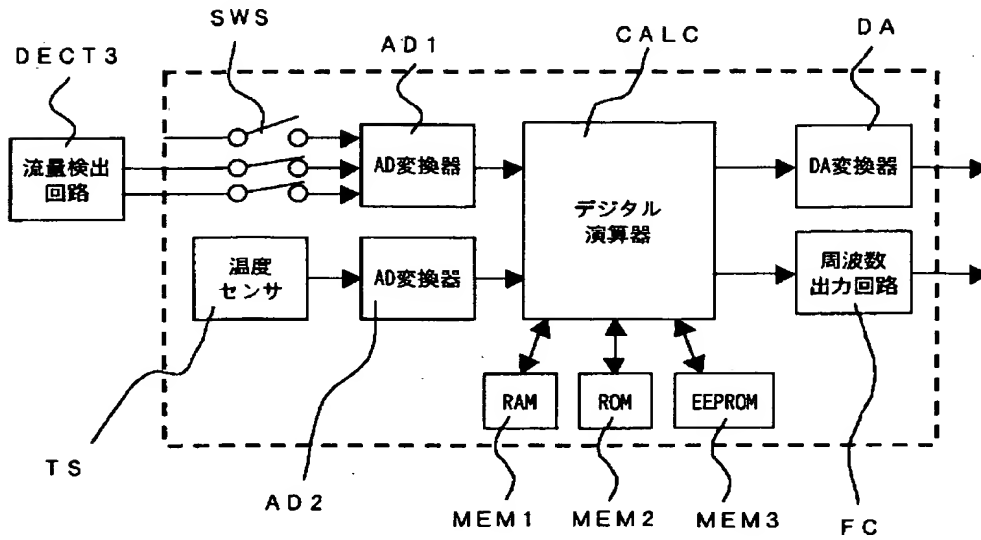 SWS
DECT3
AD1
CALC
DA
流量検出
回路
AD変換器
デジタル
演算器
DA変換器
温度
センサ
AD変換器
周波数
出力回路
RAM
ROM
EEPROM
TS
AD2
MEM1
MEM2
MEM3
FC